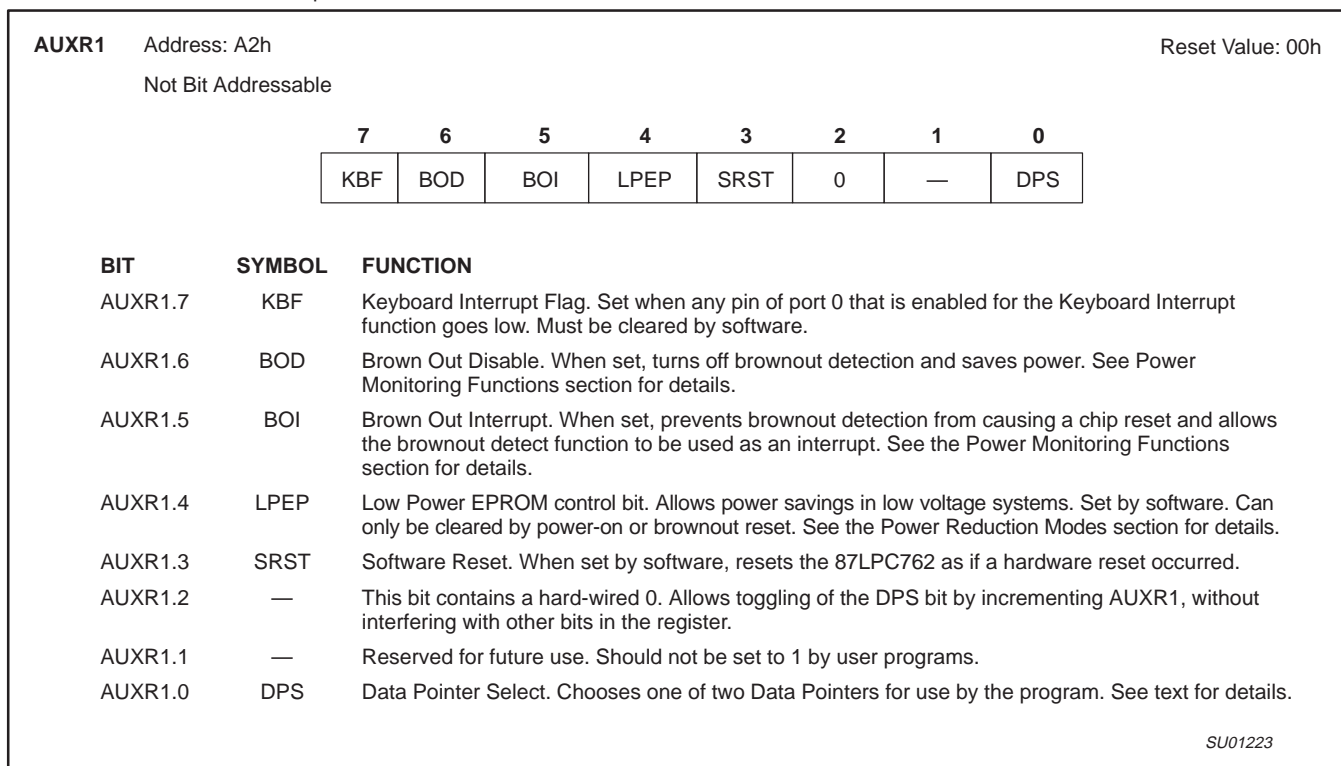 AUXR1 Address: A2h Reset Value: 00h
Not Bit Addressable
7 6 5 4 3 2 1 0
KBF BOD BOI LPEP SRST 0 — DPS
BIT SYMBOL FUNCTION
AUXR1.7 KBF Keyboard Interrupt Flag. Set when any pin of port 0 that is enabled for the Keyboard Interrupt
function goes low. Must be cleared by software.
AUXR1.6 BOD Brown Out Disable. When set, turns off brownout detection and saves power. See Power
Monitoring Functions section for details.
AUXR1.5 BOI Brown Out Interrupt. When set, prevents brownout detection from causing a chip reset and allows
the brownout detect function to be used as an interrupt. See the Power Monitoring Functions
section for details.
AUXR1.4 LPEP Low Power EPROM control bit. Allows power savings in low voltage systems. Set by software. Can
only be cleared by power-on or brownout reset. See the Power Reduction Modes section for details.
AUXR1.3 SRST Software Reset. When set by software, resets the 87LPC762 as if a hardware reset occurred.
AUXR1.2 — This bit contains a hard-wired 0. Allows toggling of the DPS bit by incrementing AUXR1, without
interfering with other bits in the register.
AUXR1.1 — Reserved for future use. Should not be set to 1 by user programs.
AUXR1.0 DPS Data Pointer Select. Chooses one of two Data Pointers for use by the program. See text for details.
SU01223